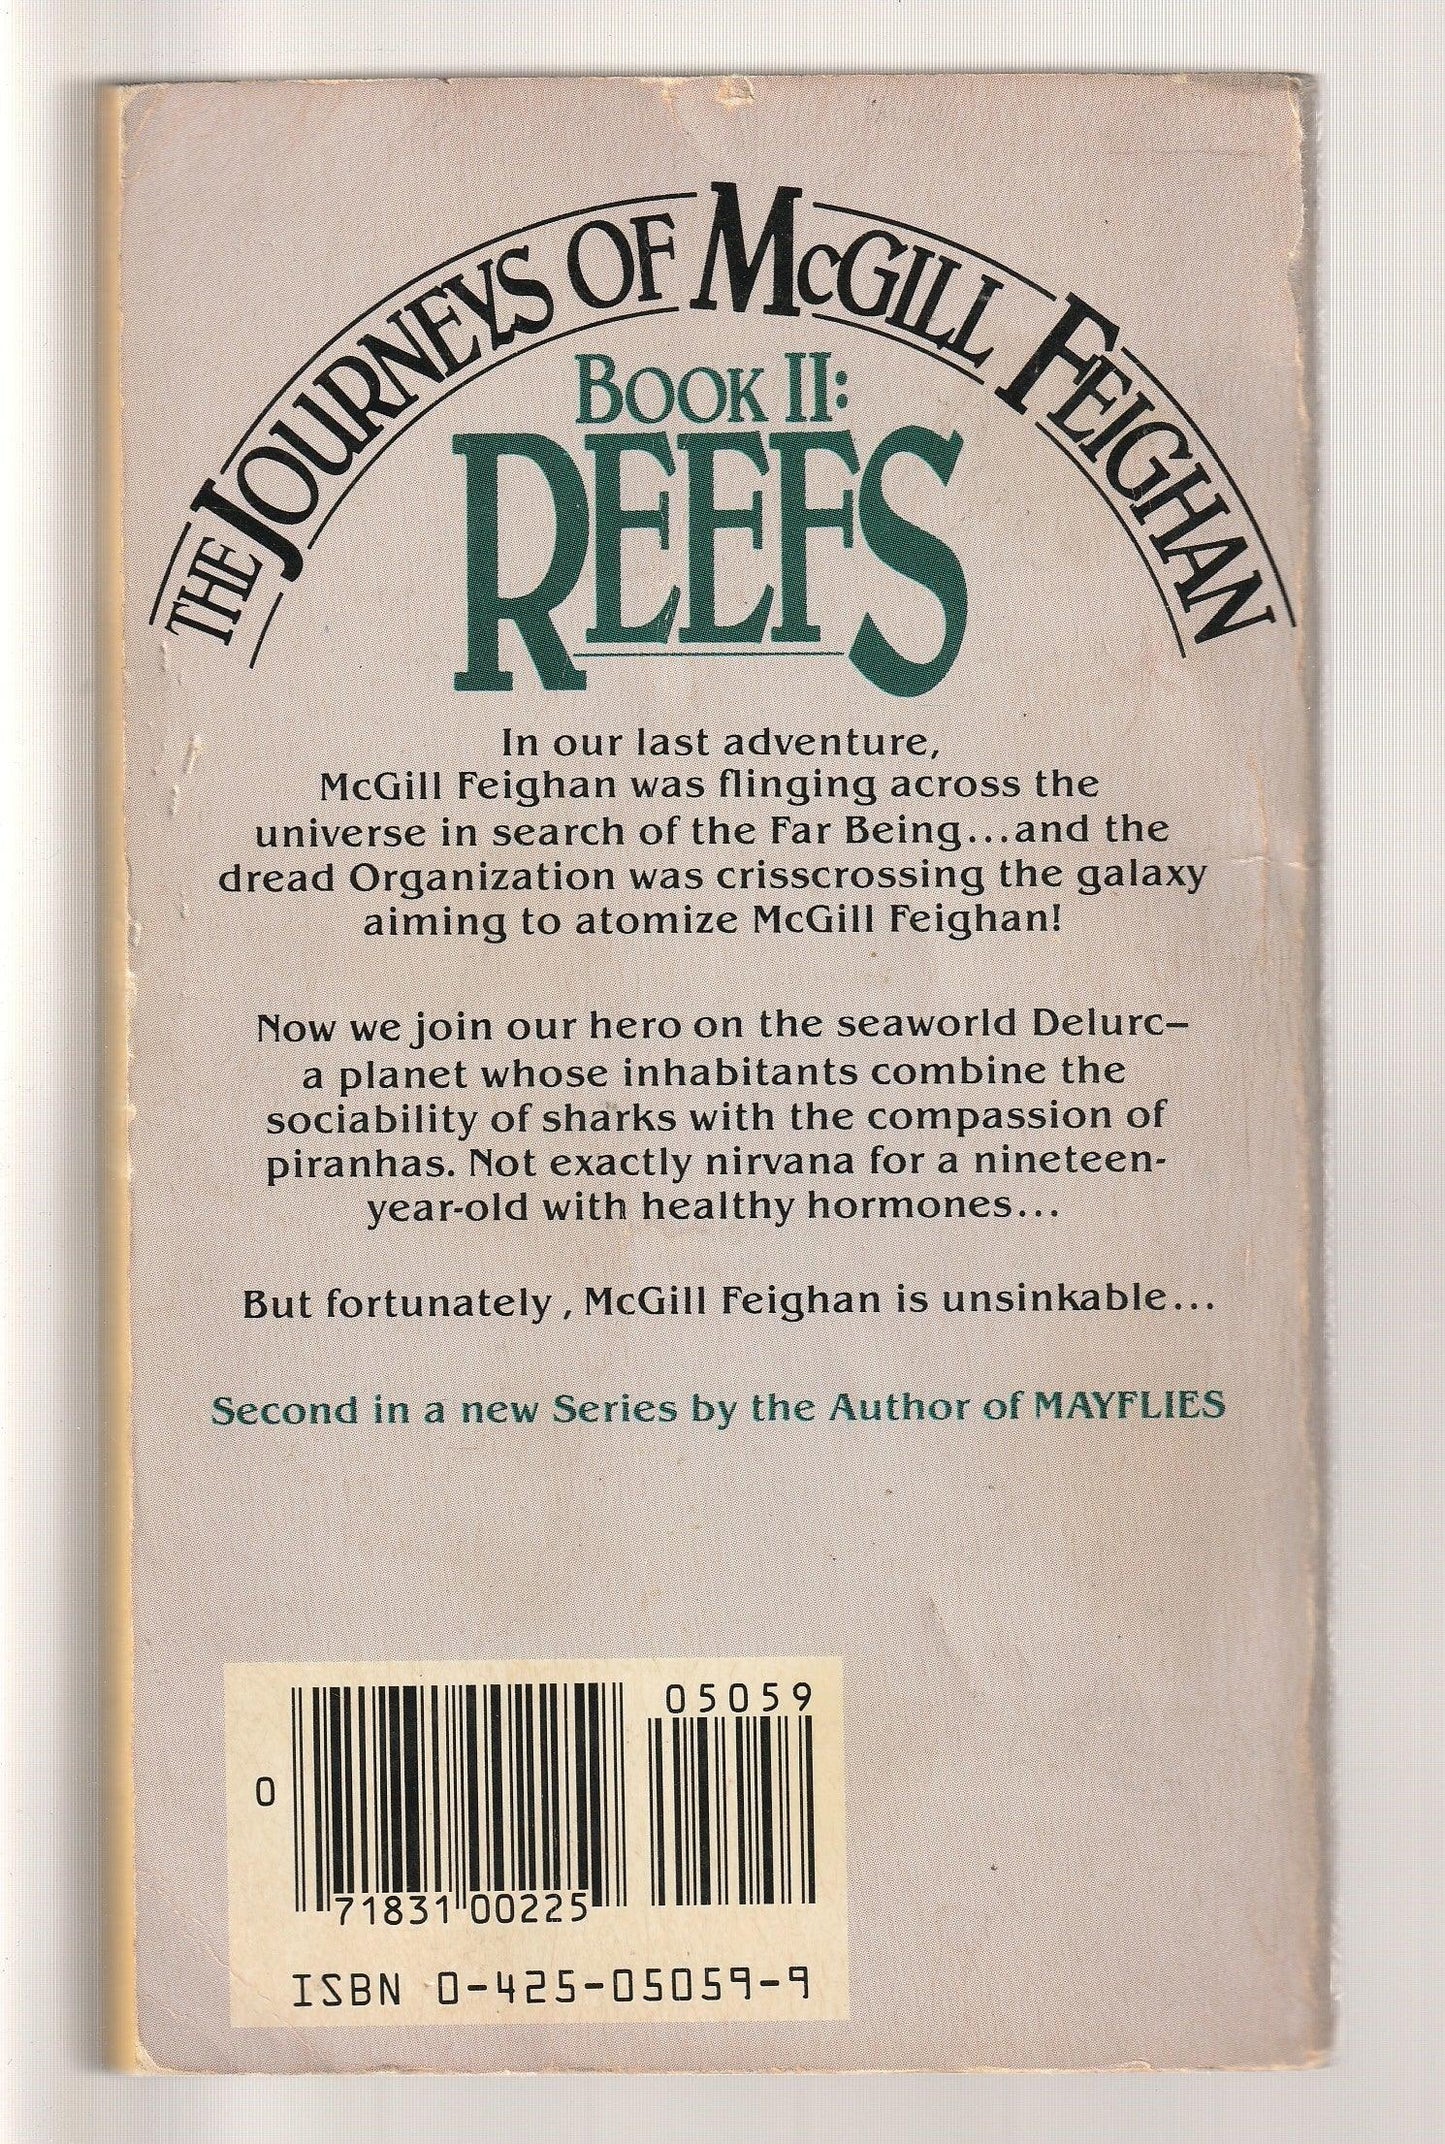 THE JOURNEYS OF McGILL FEIGHAN
BOOK II:
REEFS
In our last adventure,
McGill Feighan was flinging across the
universe in search of the Far Being...and the
dread Organization was crisscrossing the galaxy
aiming to atomize McGill Feighan!
Now we join our hero on the seaworld Delurc–
a planet whose inhabitants combine the
sociability of sharks with the compassion of
piranhas. Not exactly nirvana for a nineteen-
year-old with healthy hormones...
But fortunately, McGill Feighan is unsinkable...
Second in a new Series by the Author of MAYFLIES
05059
0
71831 00225
ISBN 0-425-05059-9